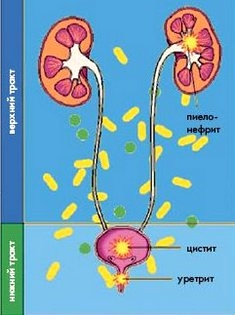 верхний тракт
пиело-
нефрит
цистит
уретрит
нижний тракт